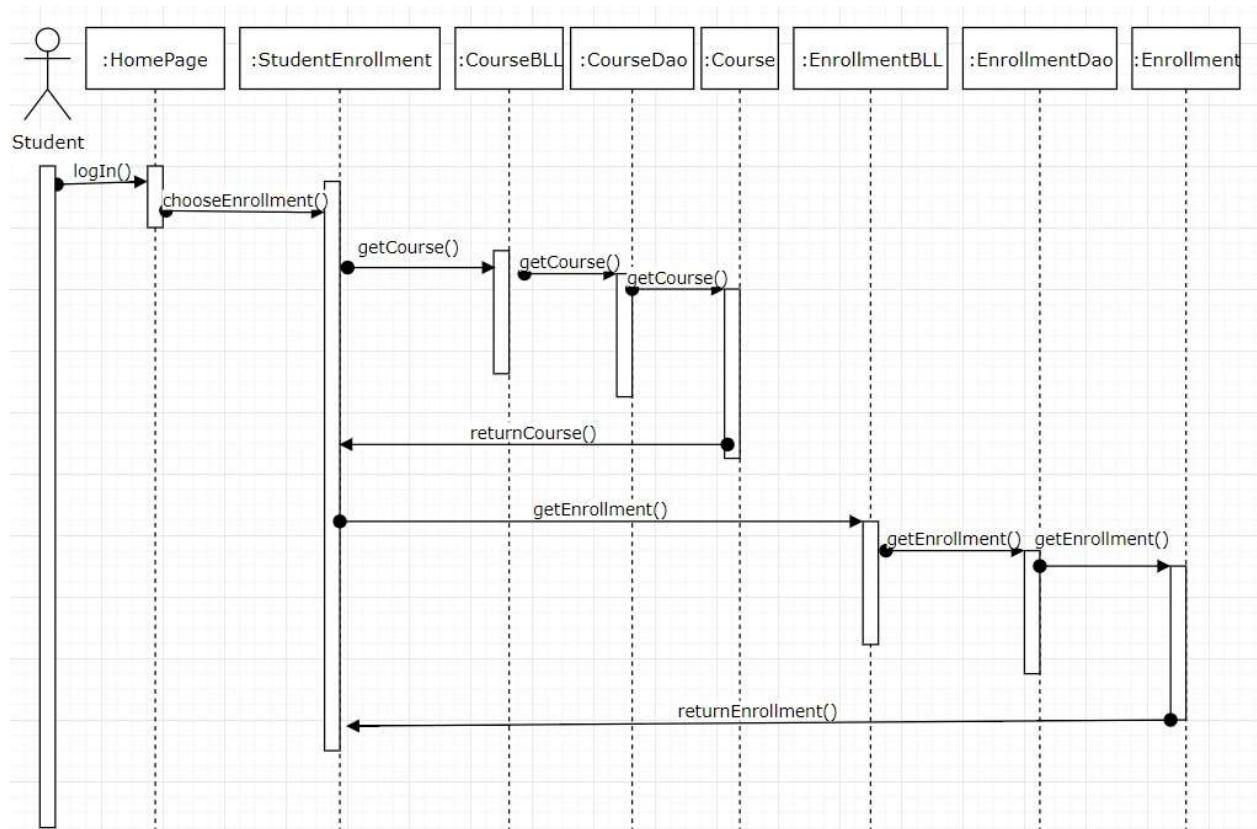 :HomePage
:StudentEnrollment
:CourseBLL
:CourseDao
:Course
:EnrollmentBLL
:EnrollmentDao
:Enrollment
Student
logIn()
chooseEnrollment()
getCourse()
getCourse()
getCourse()
returnCourse()
getEnrollment()
getEnrollment()
getEnrollment()
returnEnrollment()